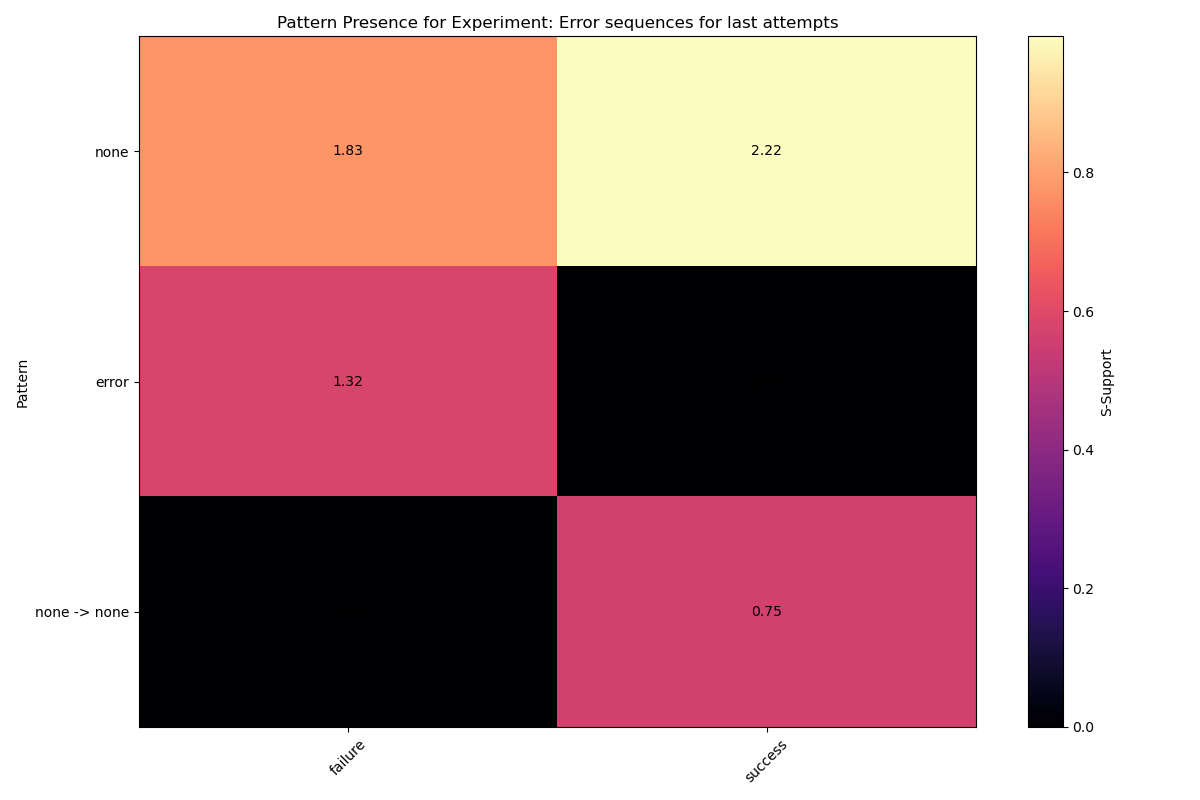 Pattern Presence for Experiment: Error sequences for last attempts
Pattern
none
error
none -> none
1.83
2.22
1.32
0.75
failure
success
0.8
0.6
0.4
0.2
0.0
S-Support